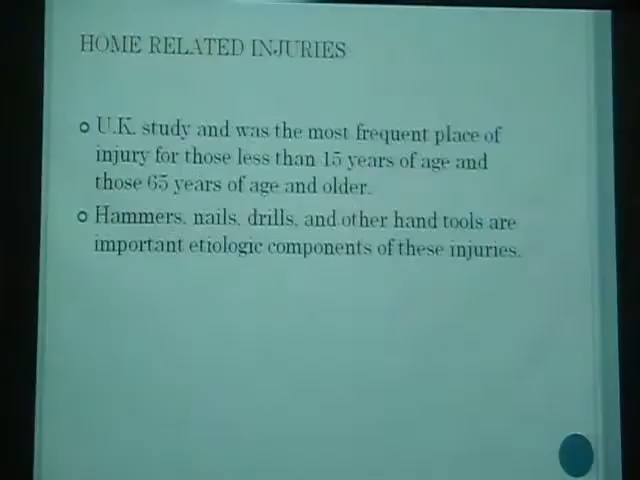 HOME RELATED INJURIES
U.K. study and was the most frequent place of
injury for those less than 15 years of age and
those 65 years of age and older.
Hammers, nails, drills, and other hand tools are
important etiologic components of these injuries.